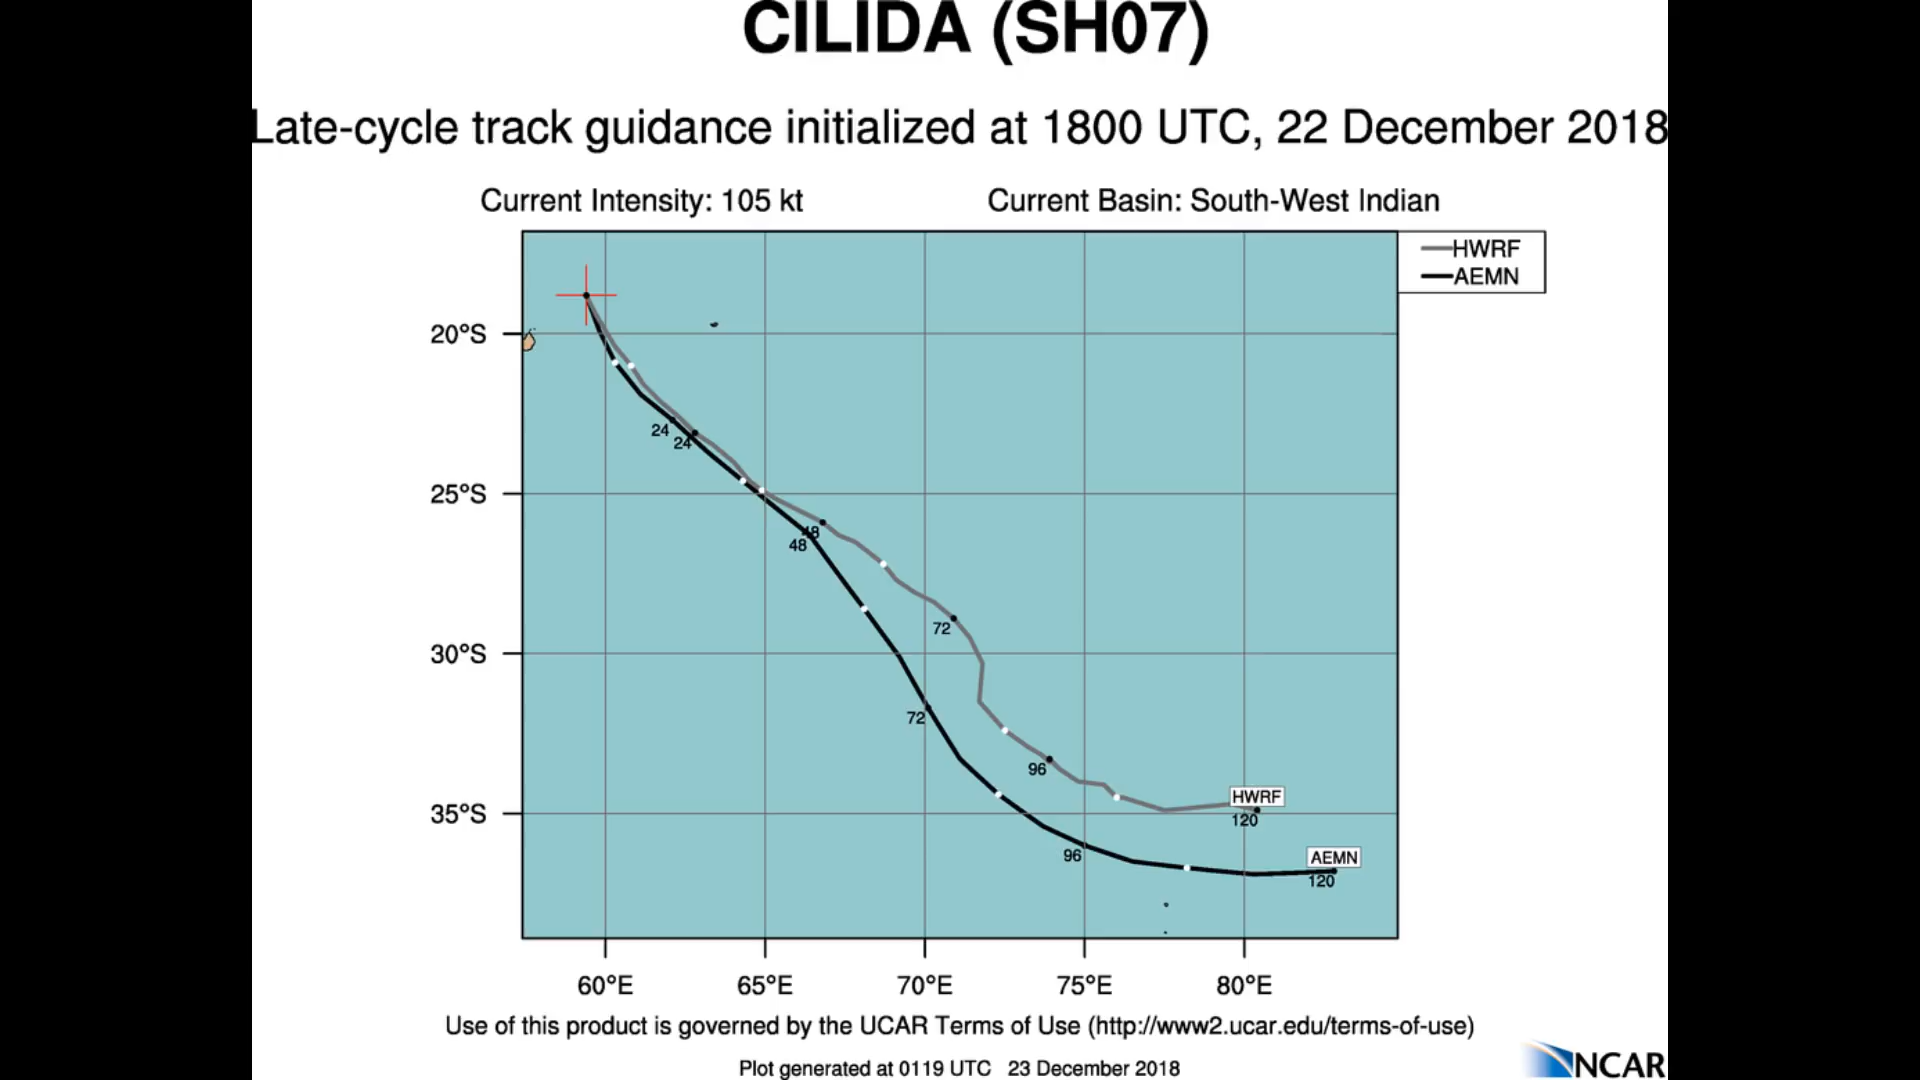 CILIDA (SH07)
Late-cycle track guidance initialized at 1800 UTC, 22 December 2018
Current Intensity: 105 kt
Current Basin: South-West Indian
HWRF
AEMN
20°S
25°S
30°S
35°S
24
24
48
48
72
72
96
96
HWRF
120
AEMN
120
60°E
65°E
70°E
75°E
80°E
Use of this product is governed by the UCAR Terms of Use (http://www2.ucar.edu/terms-of-use)
Plot generated at 0119 UTC 23 December 2018
NCAR